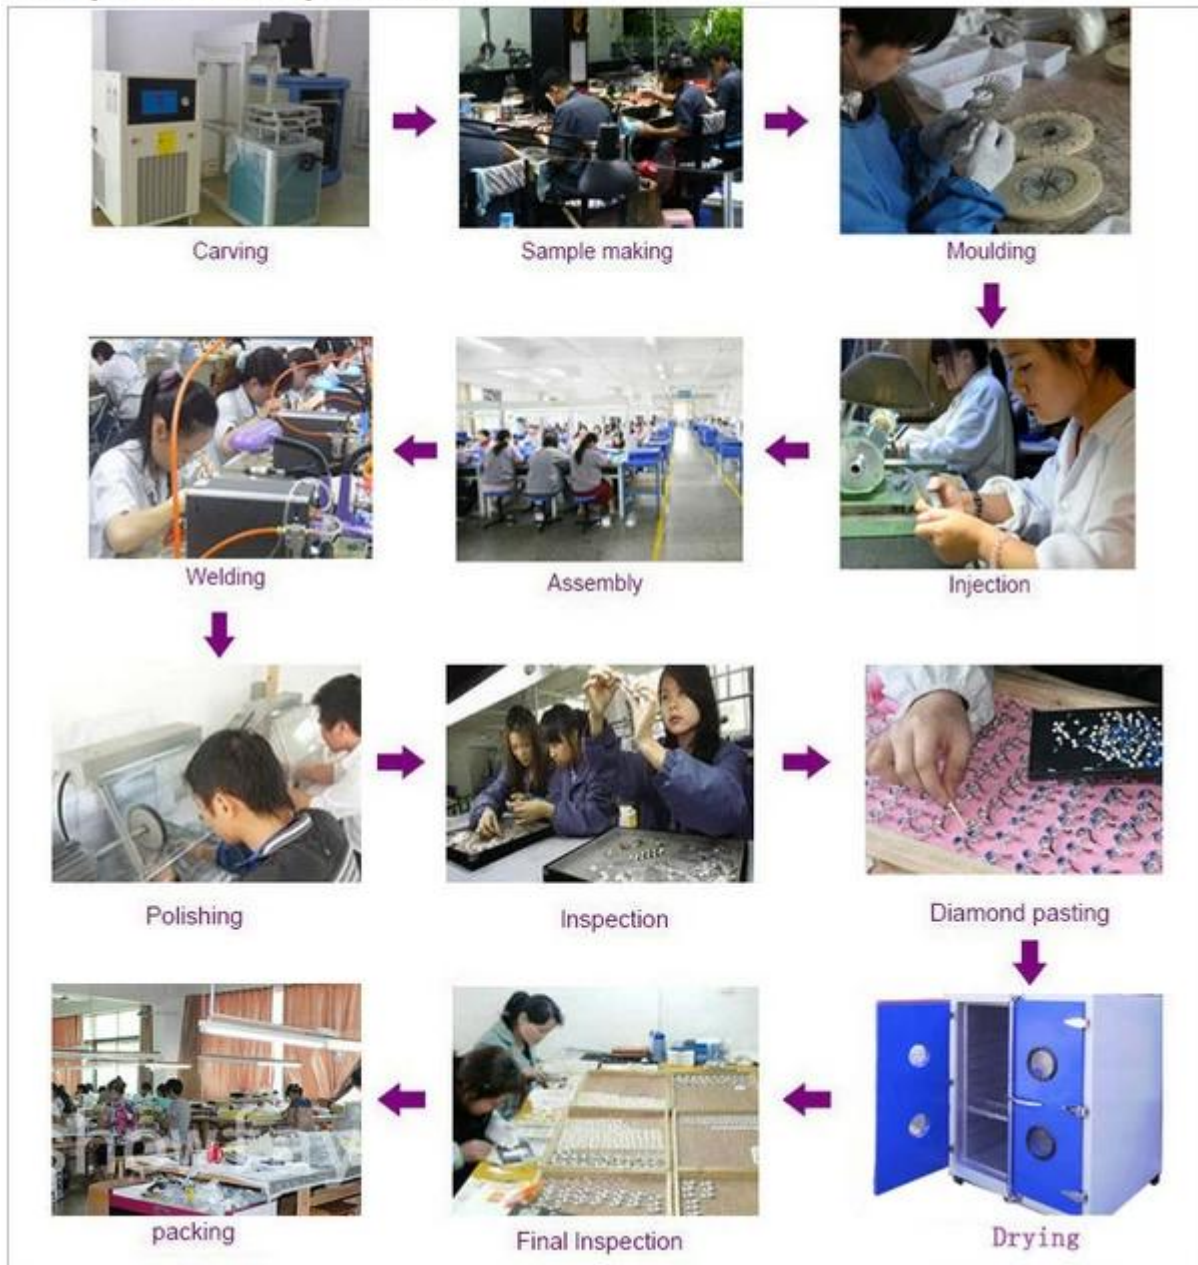 Carving
Sample making
Moulding
Injection
Assembly
Welding
Polishing
Inspection
Diamond pasting
Drying
Final Inspection
packing